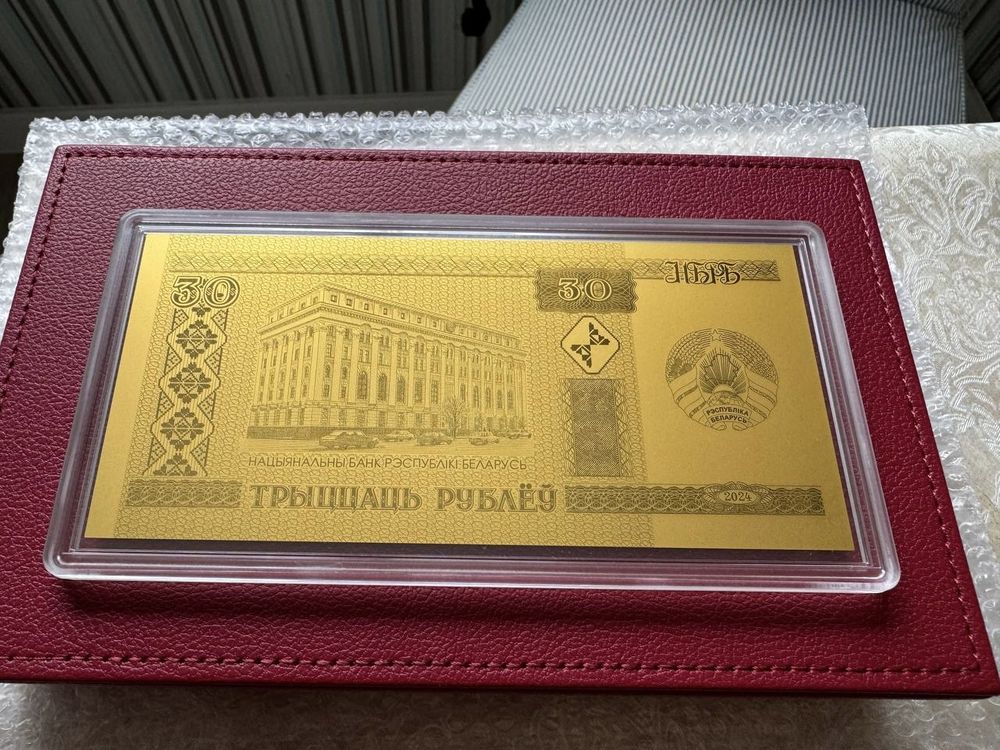 30
30
НБРБ
РЭСПУБЛІКА
БЕЛАРУСЬ
НАЦЫЯНАЛЬНЫ БАНК РЭСПУБЛІКІ БЕЛАРУСЬ
ТРЫЦЦАЦЬ РУБЛЁЎ
2024